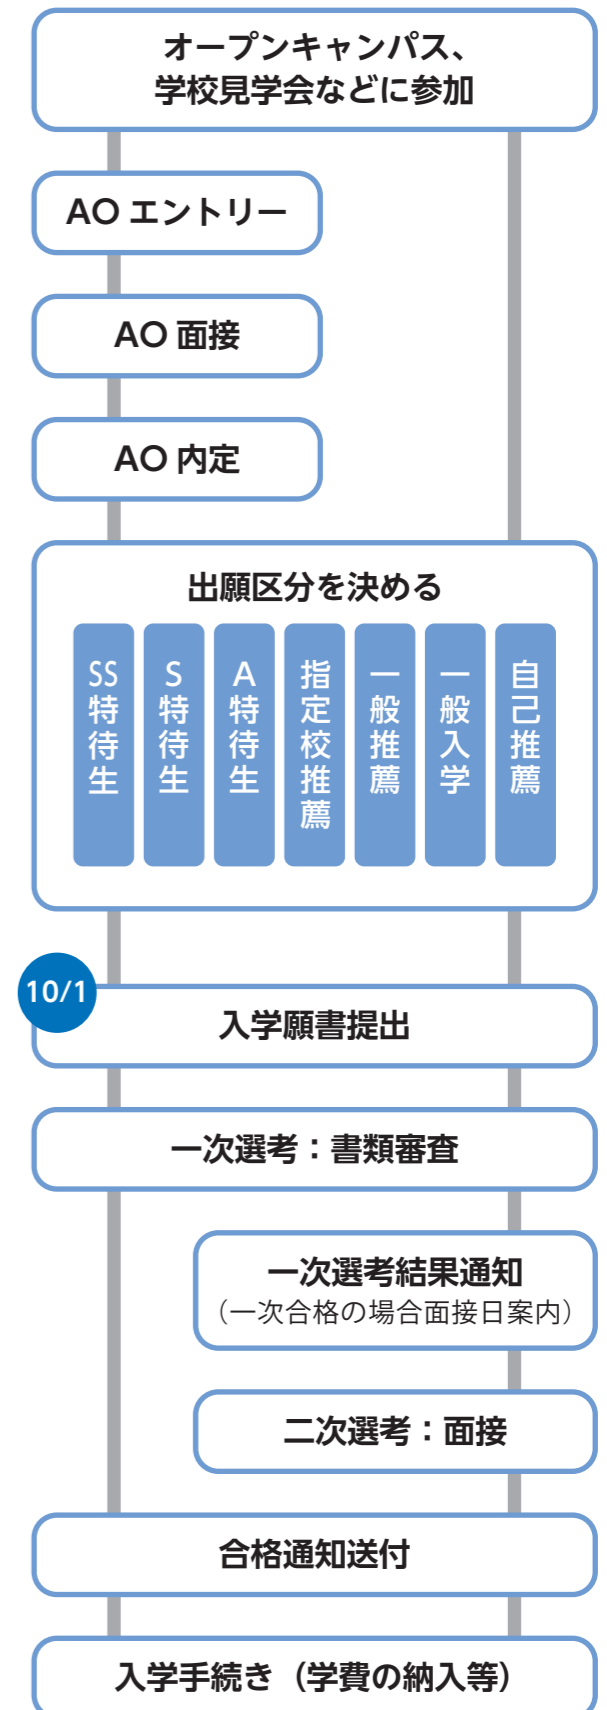 オープンキャンパス、
学校見学会などに参加
AO エントリー
AO 面接
AO 内定
出願区分を決める
SS特待生
S特待生
A特待生
指定校推薦
一般推薦
一般入学
自己推薦
10/1
入学願書提出
一次選考：書類審査
一次選考結果通知
（一次合格の場合面接日案内）
二次選考：面接
合格通知送付
入学手続き（学費の納入等）